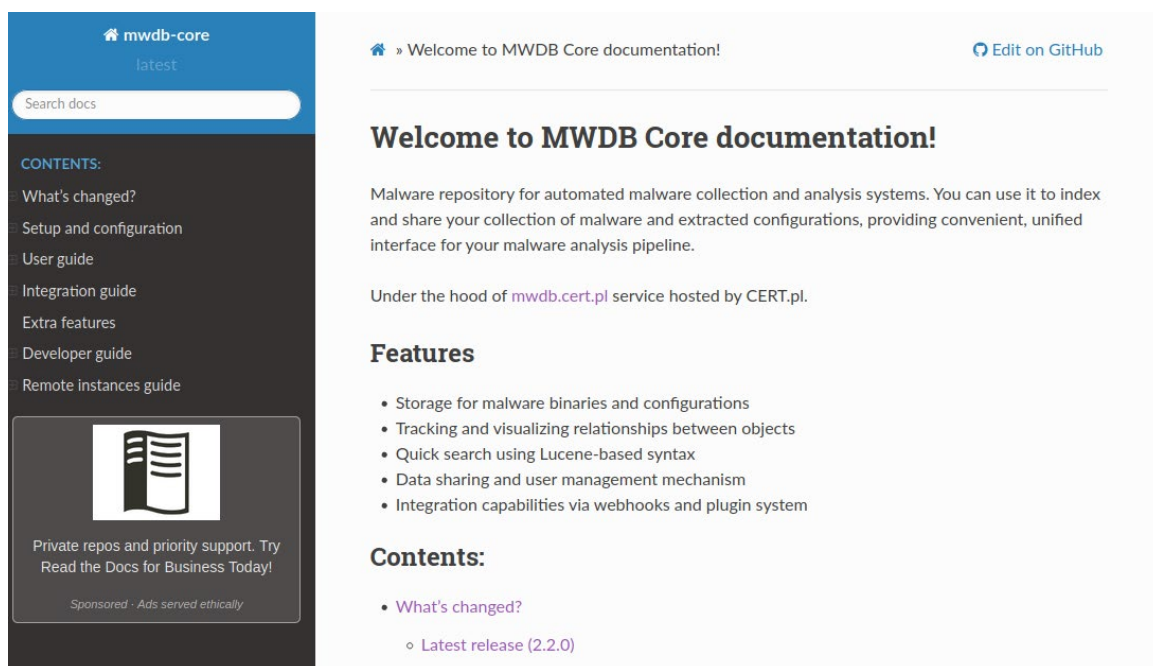 mwdb-core
latest
Search docs
CONTENTS:
What's changed?
Setup and configuration
User guide
Integration guide
Extra features
Developer guide
Remote instances guide
Private repos and priority support. Try
Read the Docs for Business Today!
Sponsored · Ads served ethically
» Welcome to MWDB Core documentation!
Edit on GitHub
Welcome to MWDB Core documentation!
Malware repository for automated malware collection and analysis systems. You can use it to index
and share your collection of malware and extracted configurations, providing convenient, unified
interface for your malware analysis pipeline.
Under the hood of mwdb.cert.pl service hosted by CERT.pl.
Features
• Storage for malware binaries and configurations
• Tracking and visualizing relationships between objects
• Quick search using Lucene-based syntax
• Data sharing and user management mechanism
• Integration capabilities via webhooks and plugin system
Contents:
• What's changed?
◦ Latest release (2.2.0)